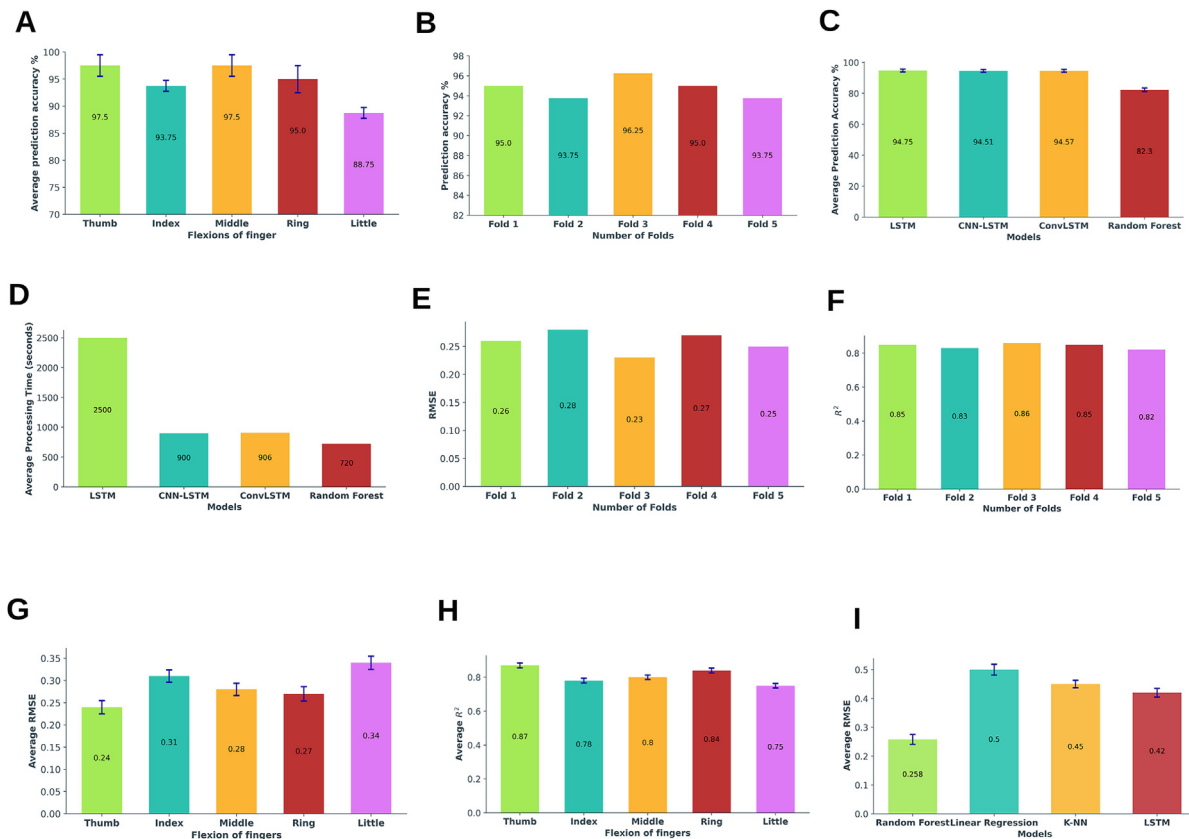 A
Average prediction accuracy %
100
95
90
85
80
75
70
97.5
93.75
97.5
95.0
88.75
Thumb Index Middle Ring Little
Flexions of finger
B
Prediction accuracy %
98
96
94
92
90
88
86
84
82
95.0
93.75
96.25
95.0
93.75
Fold 1 Fold 2 Fold 3 Fold 4 Fold 5
Number of Folds
C
Average Prediction Accuracy %
100
80
60
40
20
0
94.75
94.51
94.57
82.3
LSTM CNN-LSTM ConvLSTM Random Forest
Models
D
Average Processing Time (seconds)
2500
2000
1500
1000
500
0
2500
900
906
720
LSTM CNN-LSTM ConvLSTM Random Forest
Models
E
RMSE
0.25
0.20
0.15
0.10
0.05
0.00
0.26
0.28
0.23
0.27
0.25
Fold 1 Fold 2 Fold 3 Fold 4 Fold 5
Number of Folds
F
R²
0.8
0.6
0.4
0.2
0.0
0.85
0.83
0.86
0.85
0.82
Fold 1 Fold 2 Fold 3 Fold 4 Fold 5
Number of Folds
G
Average RMSE
0.35
0.30
0.25
0.20
0.15
0.10
0.05
0.00
0.24
0.31
0.28
0.27
0.34
Thumb Index Middle Ring Little
Flexion of fingers
H
Average R²
0.8
0.6
0.4
0.2
0.0
0.87
0.78
0.8
0.84
0.75
Thumb Index Middle Ring Little
Flexion of fingers
I
Average RMSE
0.5
0.4
0.3
0.2
0.1
0.0
0.258
0.5
0.45
0.42
Random Forest Linear Regression K-NN LSTM
Models